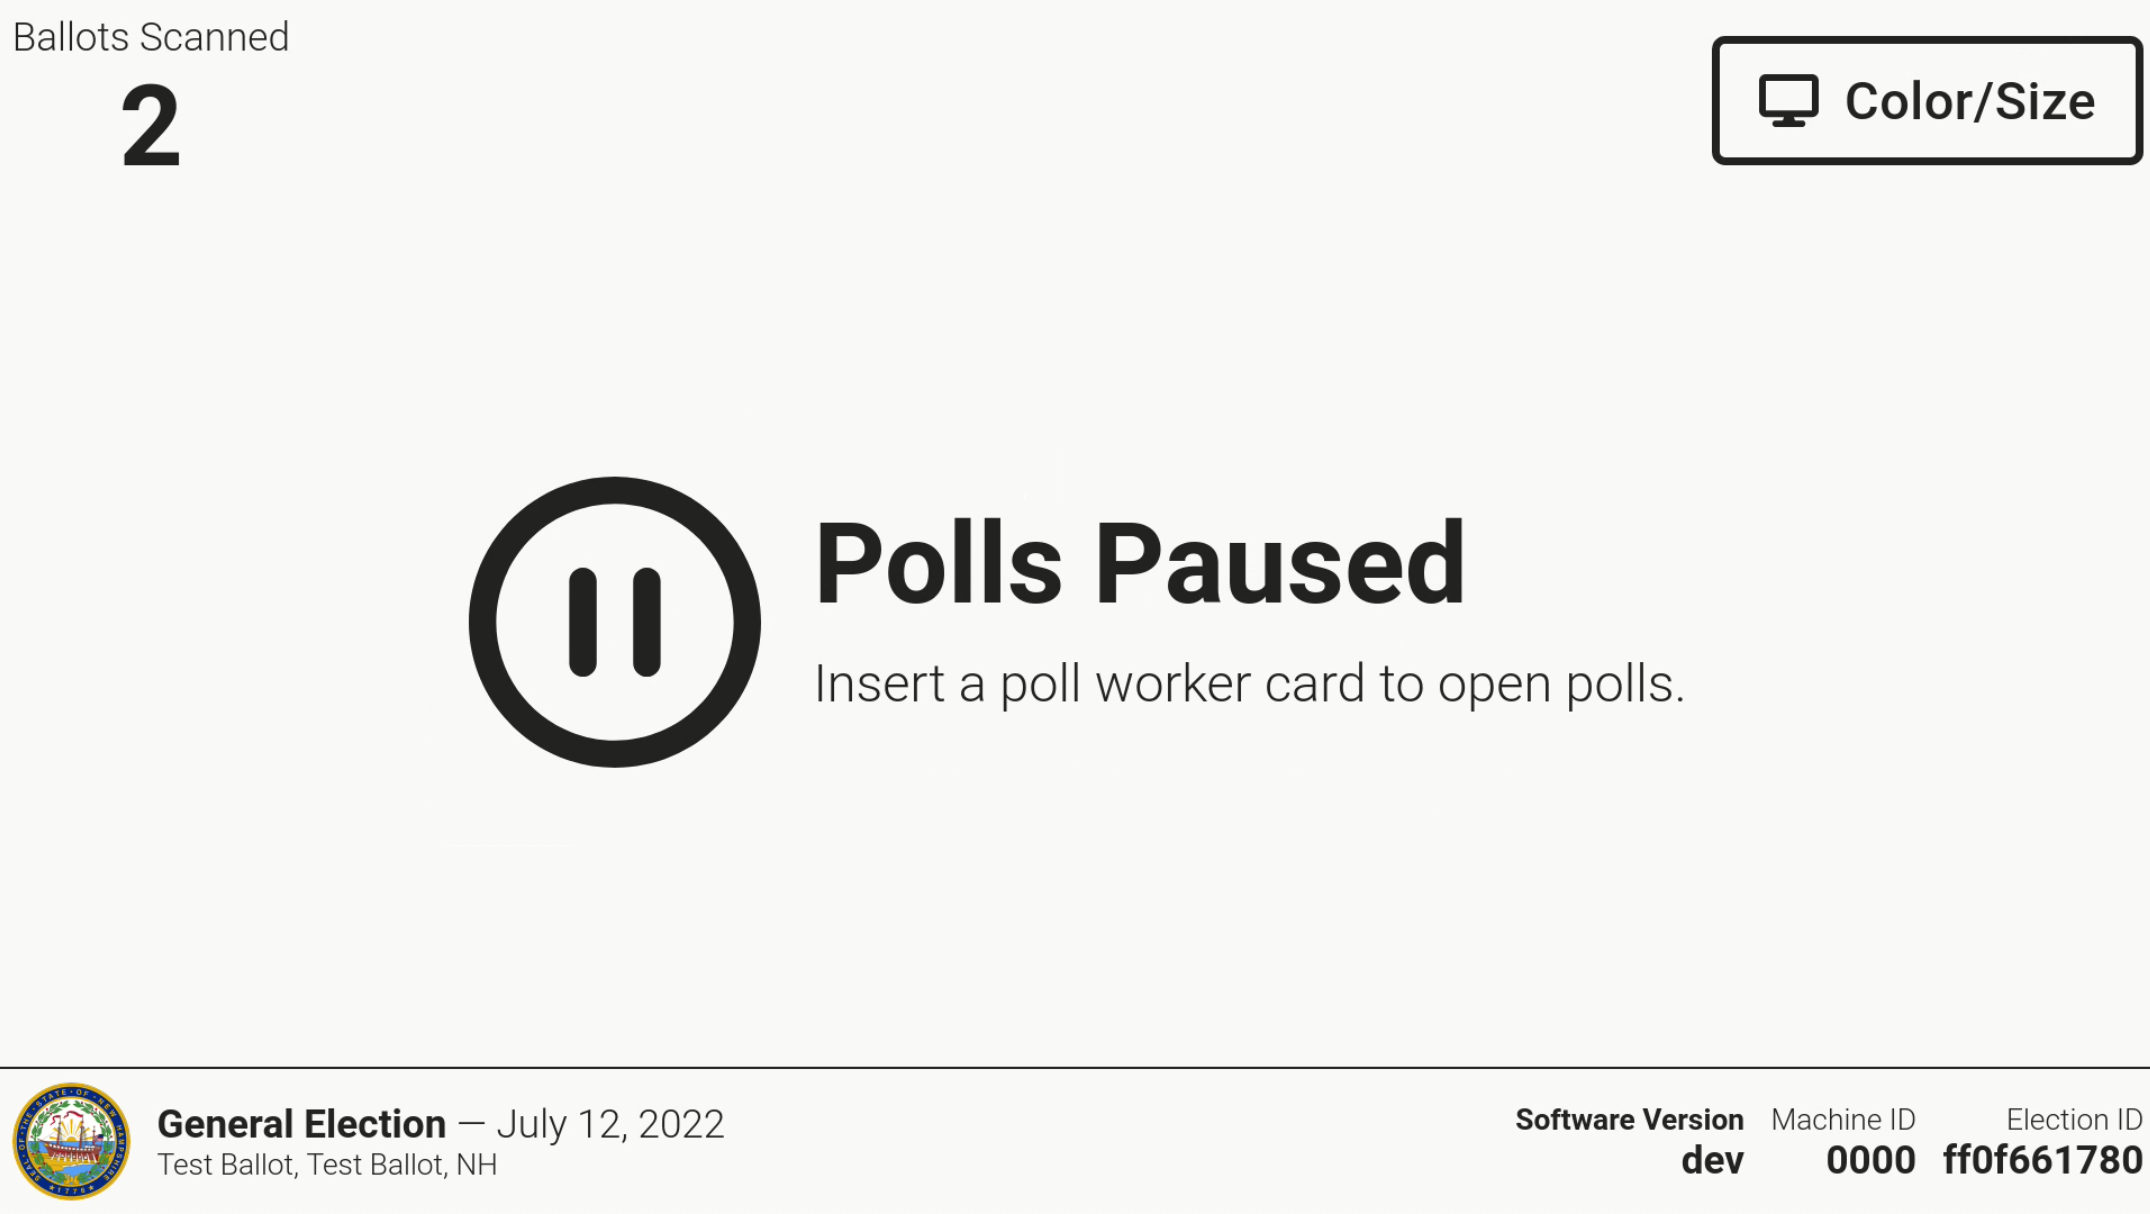 Ballots Scanned
2
Color/Size
Polls Paused
Insert a poll worker card to open polls.
SEAL · OF · THE · STATE · OF · NEW HAMPSHIRE
1776
General Election — July 12, 2022
Test Ballot, Test Ballot, NH
Software Version
dev
Machine ID
0000
Election ID
ff0f661780